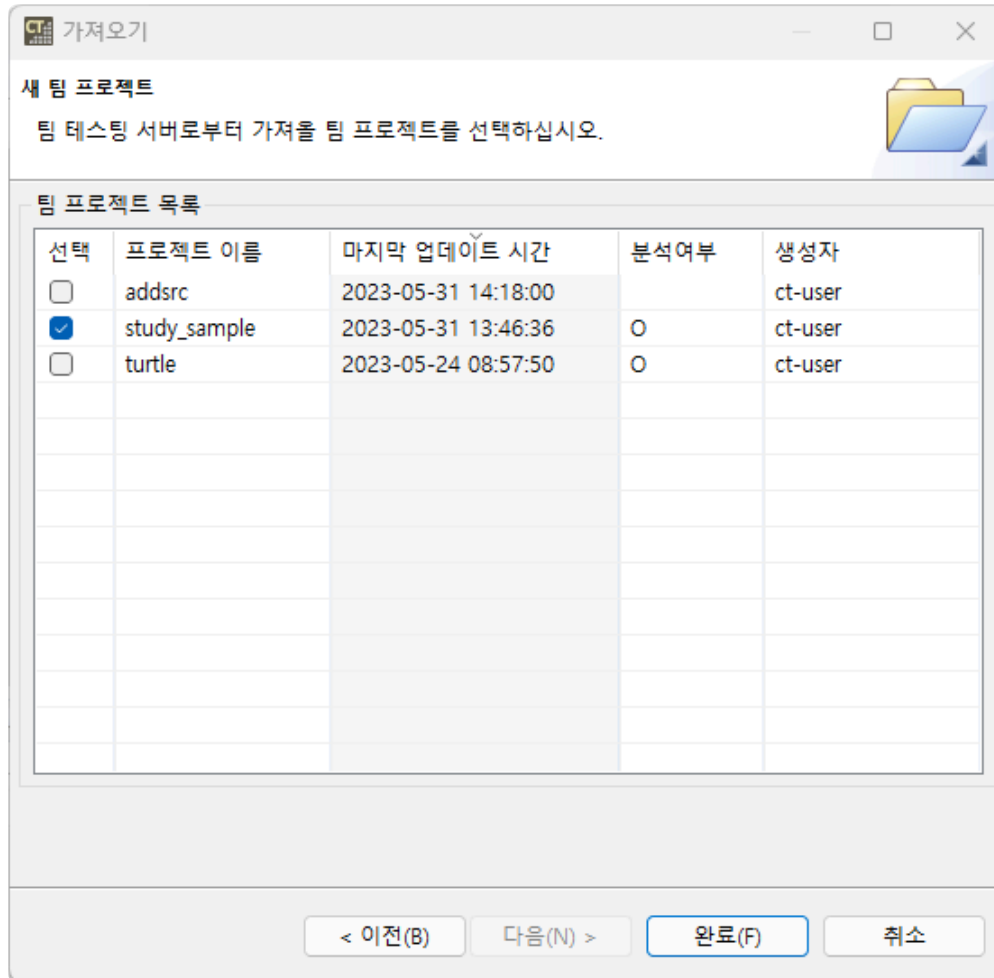 CT 가져오기
새 팀 프로젝트
팀 테스팅 서버로부터 가져올 팀 프로젝트를 선택하십시오.
팀 프로젝트 목록
선택 프로젝트 이름 마지막 업데이트 시간 분석여부 생성자
addsrc 2023-05-31 14:18:00 ct-user
study_sample 2023-05-31 13:46:36 O ct-user
turtle 2023-05-24 08:57:50 O ct-user
< 이전(B) 다음(N) > 완료(F) 취소